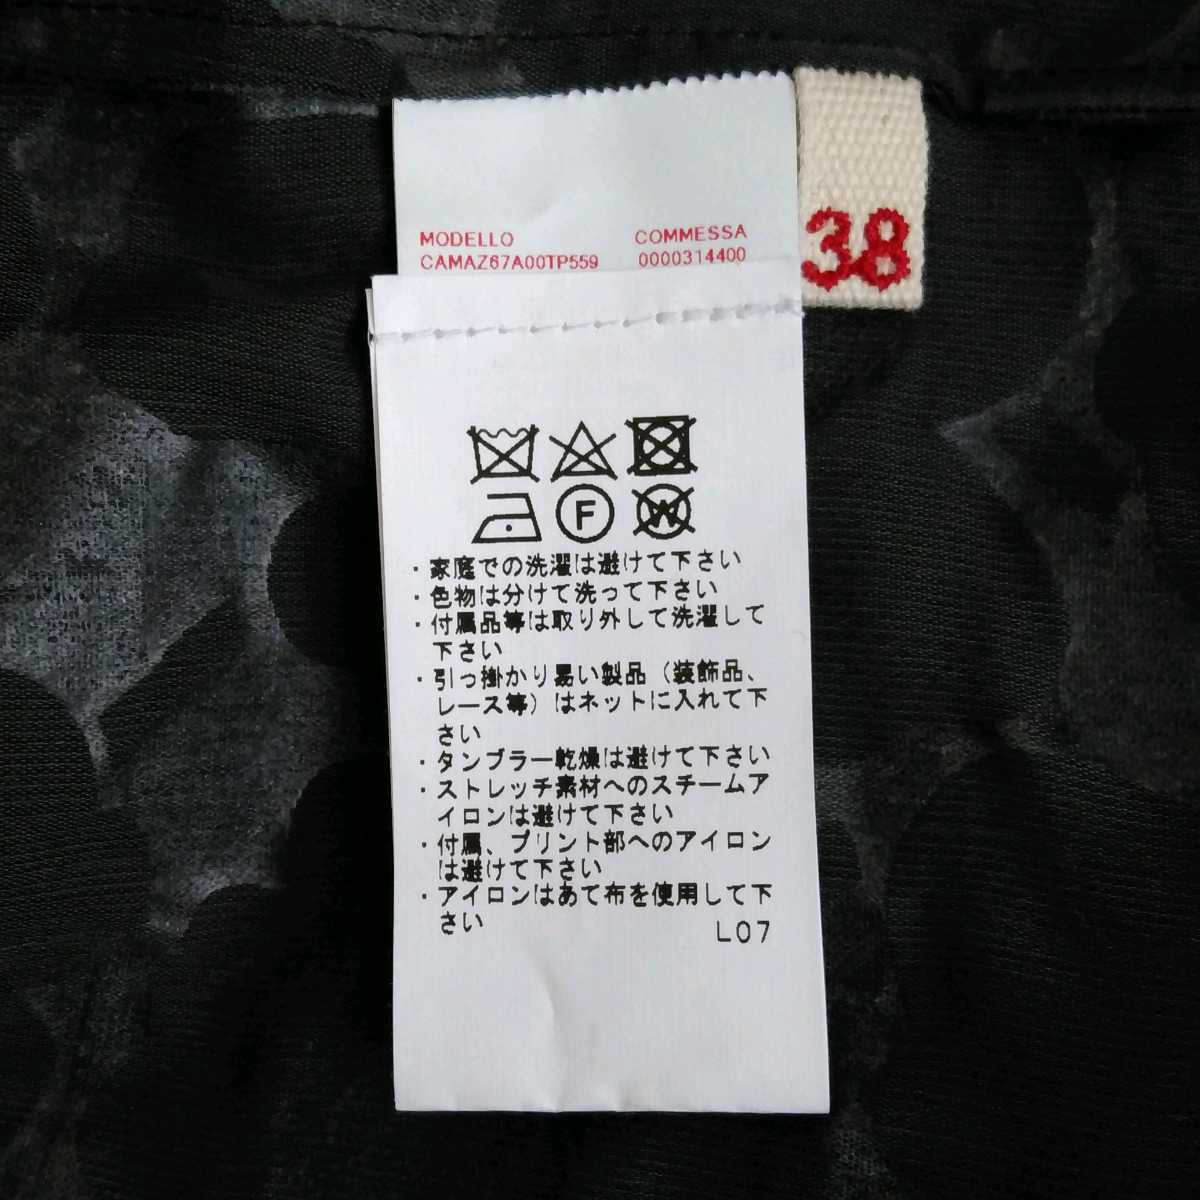 MODELLO COMMESSA
CAMAZ67A00TP559 0000314400
38
F
W
・家庭での洗濯は避けて下さい
・色物は分けて洗って下さい
・付属品等は取り外して洗濯して
下さい
・引っ掛かり易い製品（装飾品、
レース等）はネットに入れて下
さい
・タンブラー乾燥は避けて下さい
・ストレッチ素材へのスチームア
イロンは避けて下さい
・付属、プリント部へのアイロン
は避けて下さい
・アイロンはあて布を使用して下
さい
L07